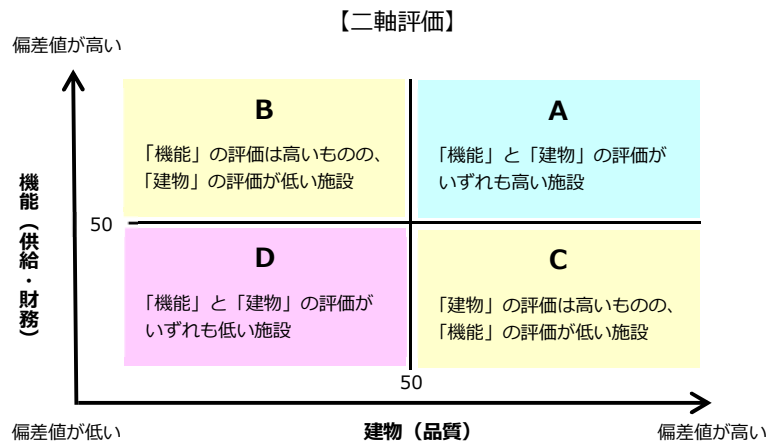 【二軸評価】
偏差値が高い
B
「機能」の評価は高いものの、
「建物」の評価が低い施設
A
「機能」と「建物」の評価が
いずれも高い施設
機能（供給・財務）
50
D
「機能」と「建物」の評価が
いずれも低い施設
C
「建物」の評価は高いものの、
「機能」の評価が低い施設
50
偏差値が低い
建物（品質）
偏差値が高い